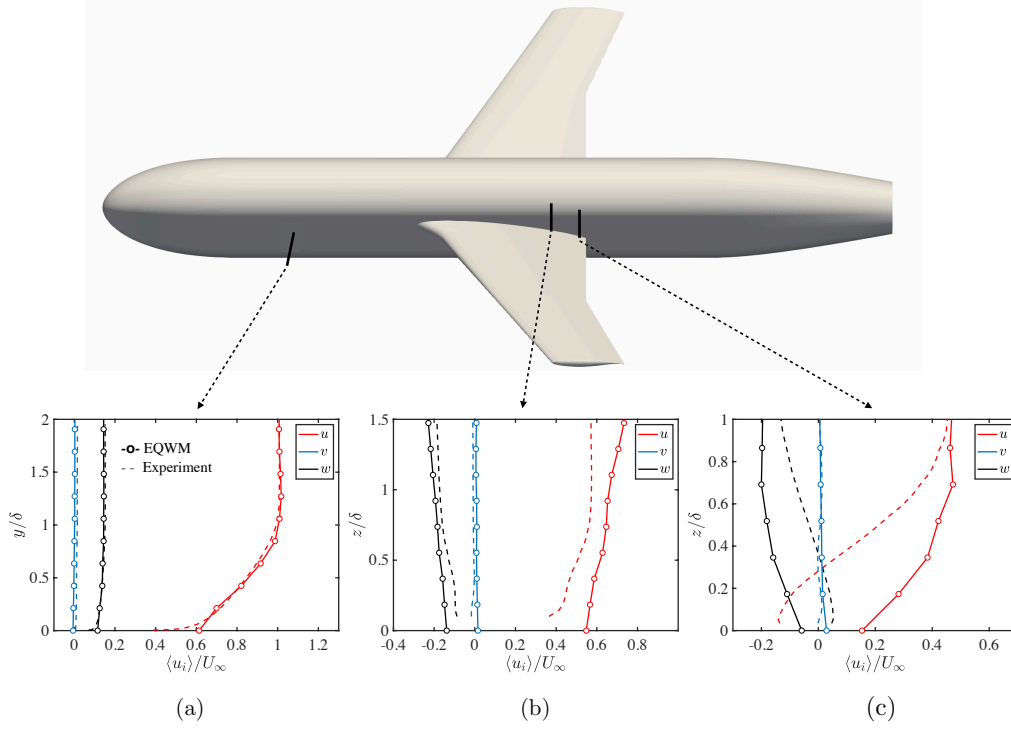 2
1.5
1
0.5
0
y/δ
-o- EQWM
Experiment
u
v
w
0 0.2 0.4 0.6 0.8 1 1.2
⟨u_i⟩/U_∞
(a)
1.5
1
0.5
0
z/δ
u
v
w
-0.4 -0.2 0 0.2 0.4 0.6 0.8
⟨u_i⟩/U_∞
(b)
1
0.8
0.6
0.4
0.2
0
z/δ
u
v
w
-0.2 0 0.2 0.4 0.6
⟨u_i⟩/U_∞
(c)